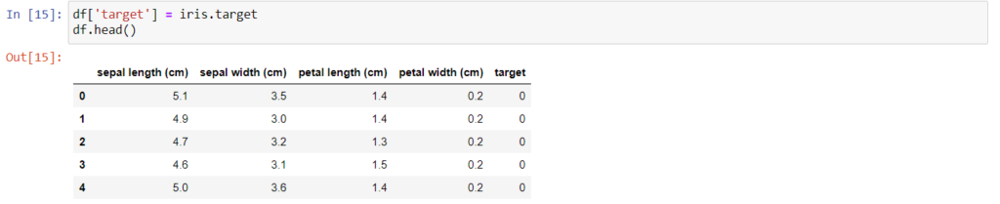 In [15]: df['target'] = iris.target
df.head()
Out[15]:
sepal length (cm) sepal width (cm) petal length (cm) petal width (cm) target
0 5.1 3.5 1.4 0.2 0
1 4.9 3.0 1.4 0.2 0
2 4.7 3.2 1.3 0.2 0
3 4.6 3.1 1.5 0.2 0
4 5.0 3.6 1.4 0.2 0